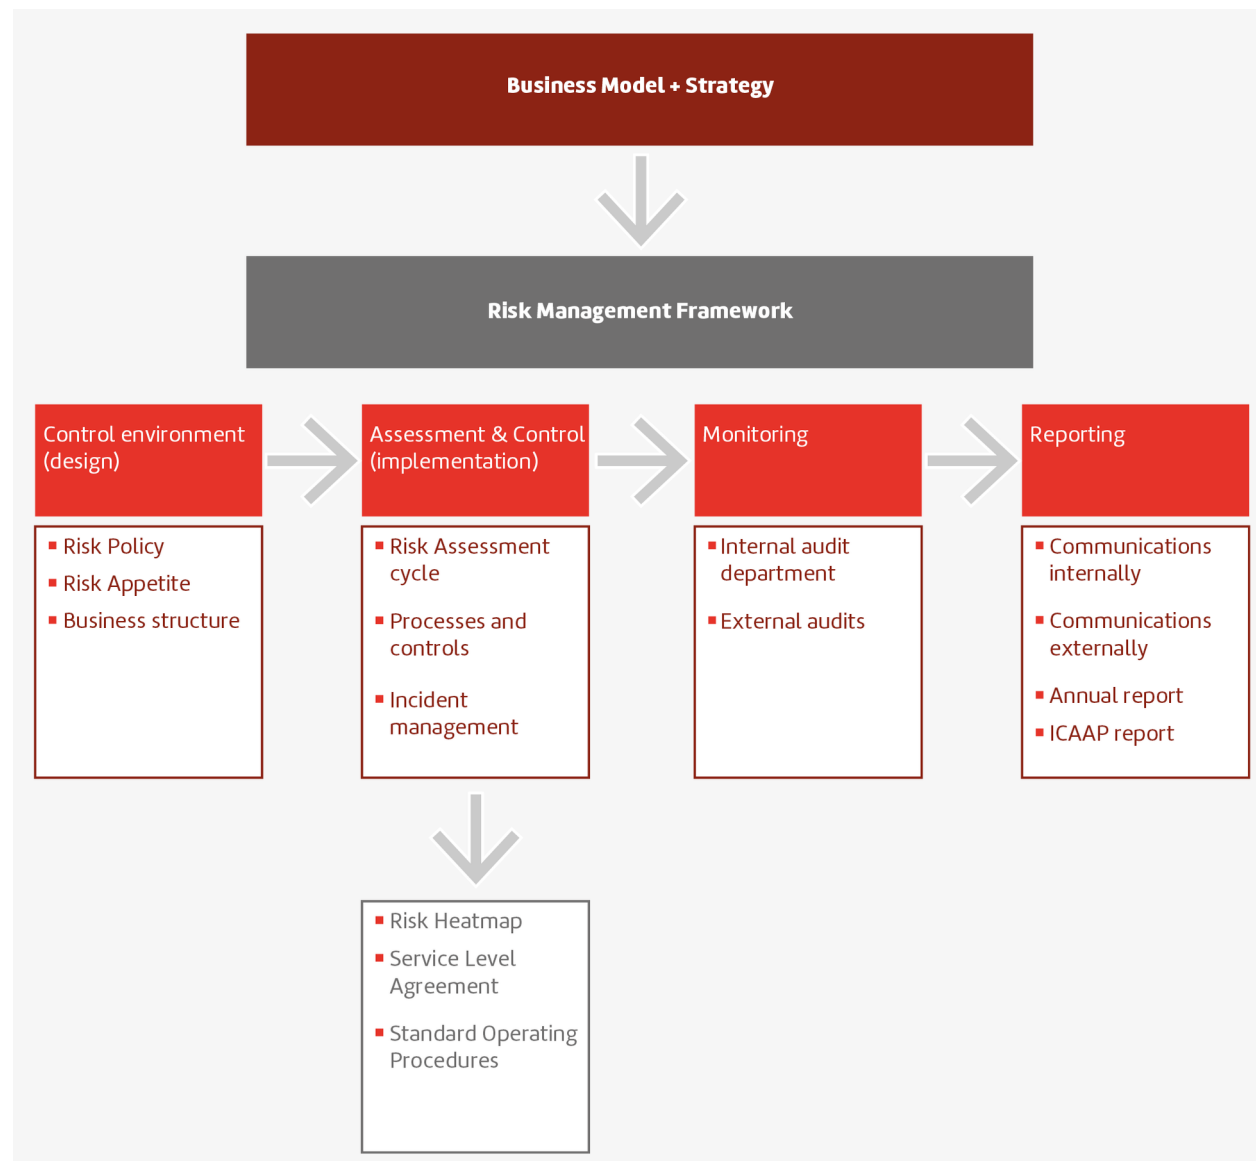 Business Model + Strategy
Risk Management Framework
Control environment
(design)
Risk Policy
Risk Appetite
Business structure
Assessment & Control
(implementation)
Risk Assessment
cycle
Processes and
controls
Incident
management
Risk Heatmap
Service Level
Agreement
Standard Operating
Procedures
Monitoring
Internal audit
department
External audits
Reporting
Communications
internally
Communications
externally
Annual report
ICAAP report